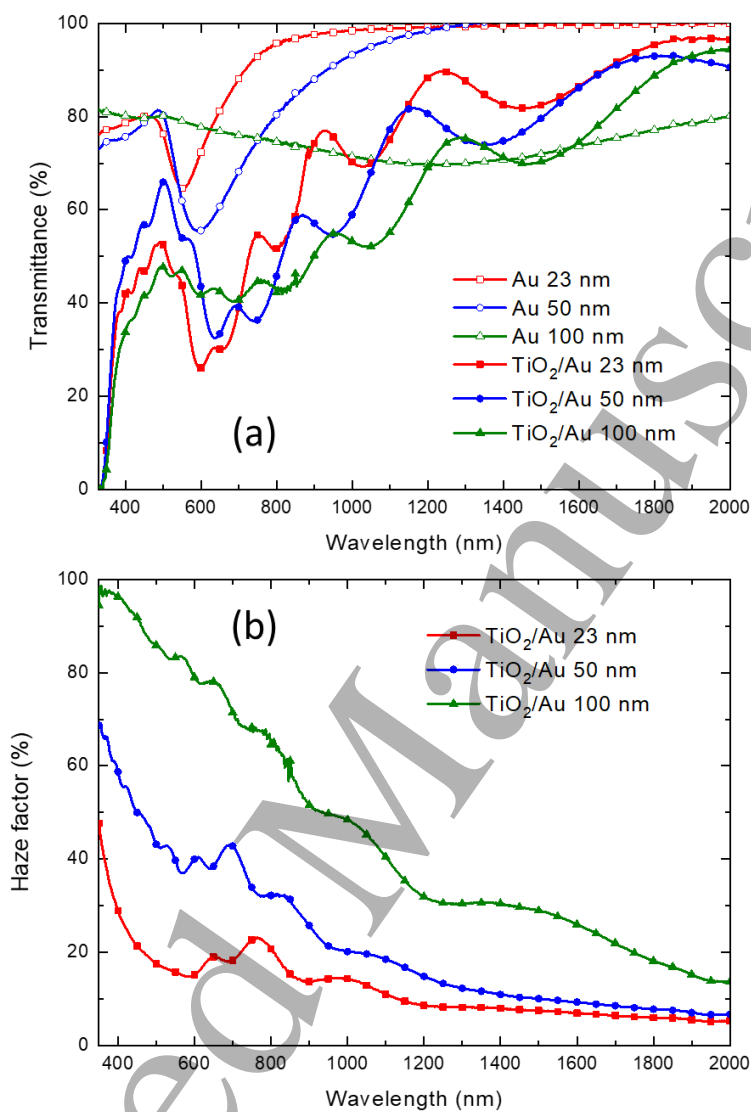 100
80
60
40
20
0
Transmittance (%)
Au 23 nm
Au 50 nm
Au 100 nm
TiO₂/Au 23 nm
TiO₂/Au 50 nm
TiO₂/Au 100 nm
(a)
400 600 800 1000 1200 1400 1600 1800 2000
Wavelength (nm)
100
80
60
40
20
0
Haze factor (%)
(b)
TiO₂/Au 23 nm
TiO₂/Au 50 nm
TiO₂/Au 100 nm
400 600 800 1000 1200 1400 1600 1800 2000
Wavelength (nm)
ed Manusc